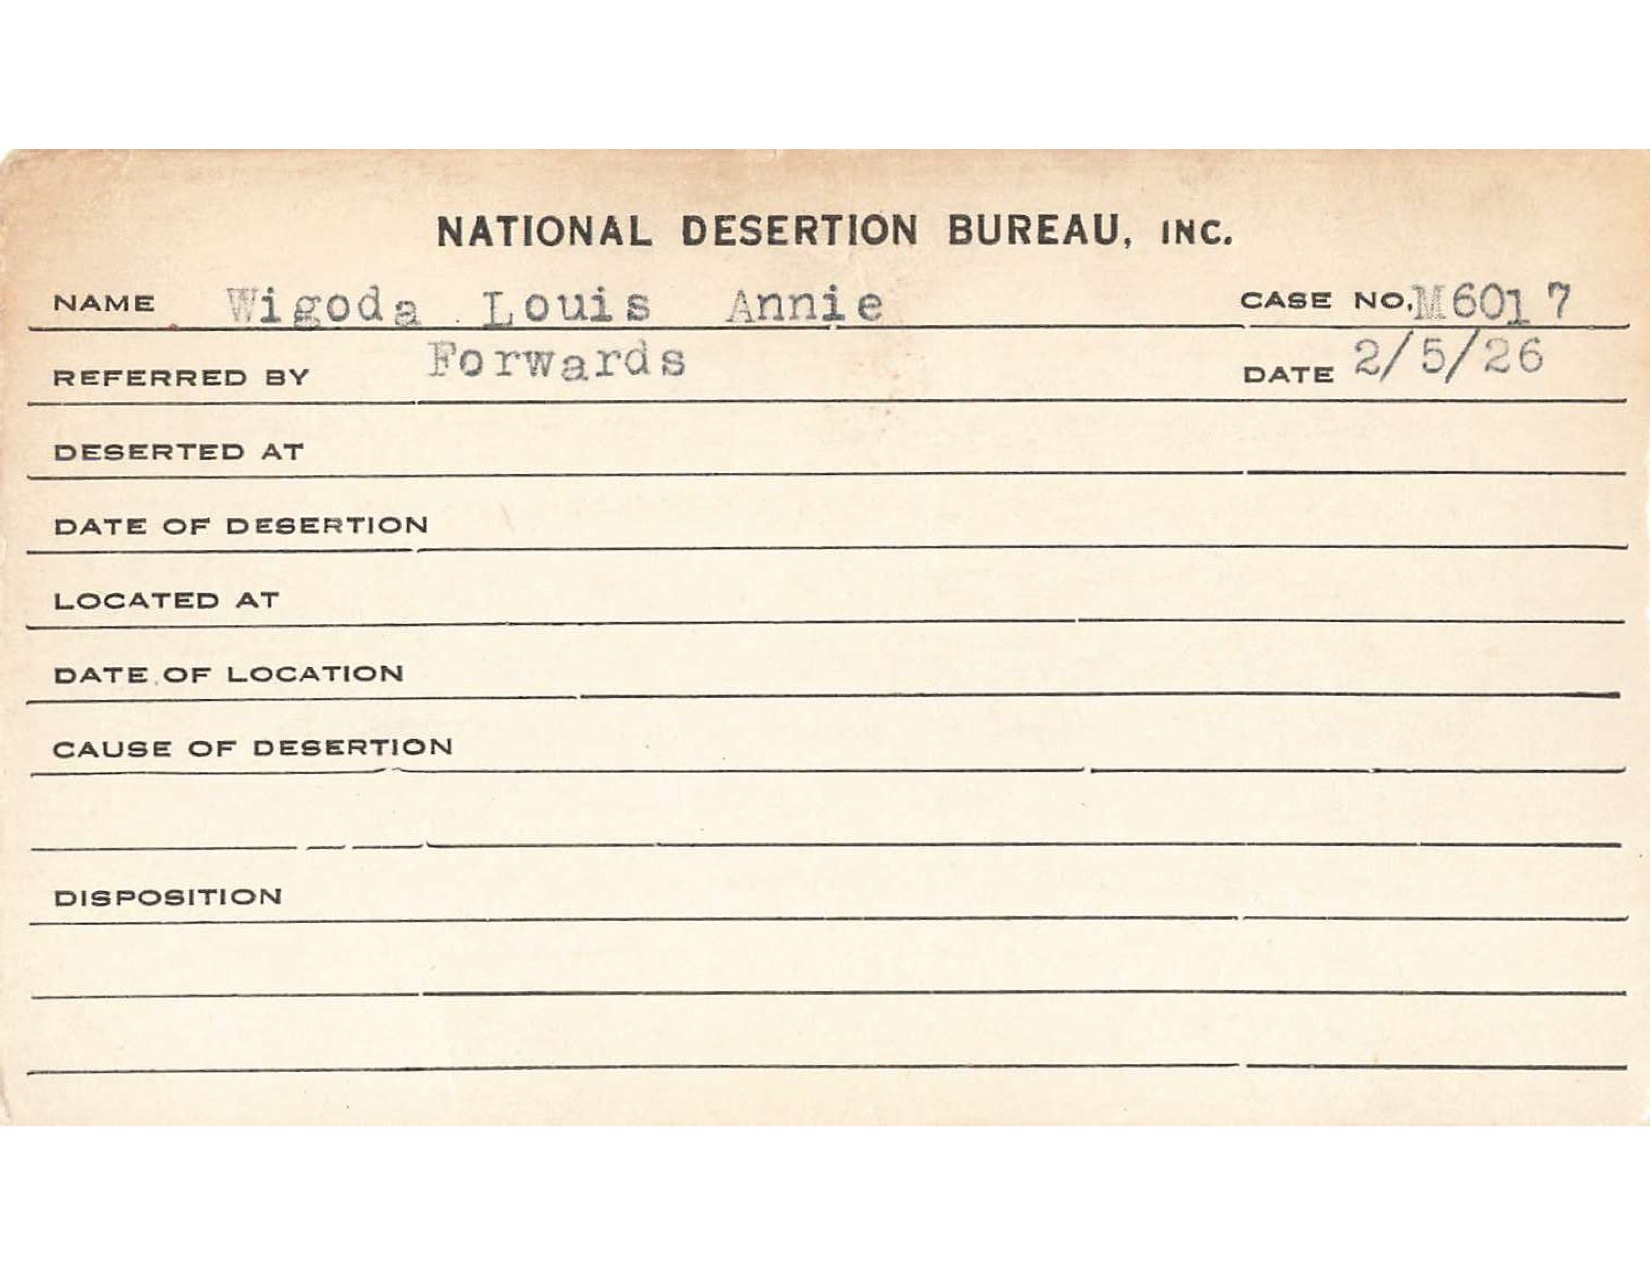 NATIONAL DESERTION BUREAU, INC.
NAME Wigoda Louis Annie CASE NO. M6017
REFERRED BY Forwards DATE 2/5/26
DESERTED AT
DATE OF DESERTION
LOCATED AT
DATE OF LOCATION
CAUSE OF DESERTION
DISPOSITION